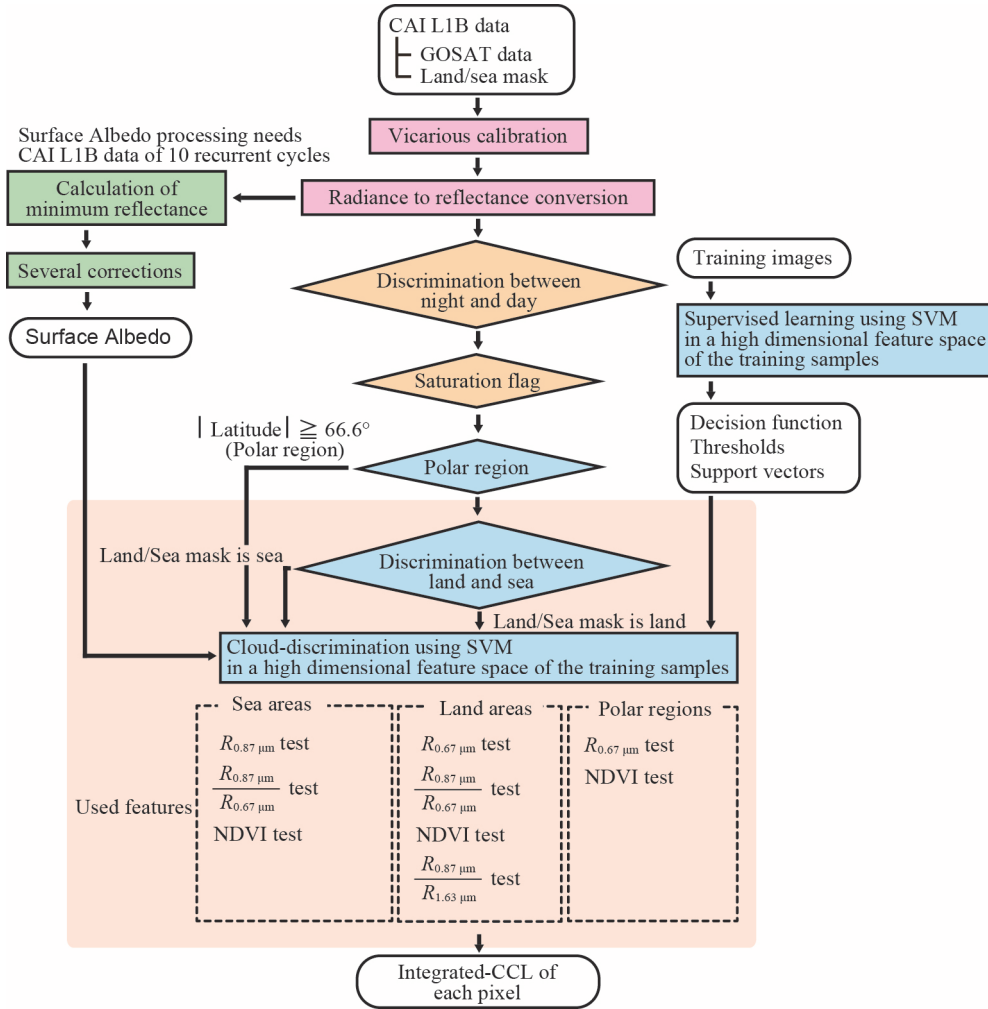 CAI L1B data
GOSAT data
Land/sea mask
Vicarious calibration
Surface Albedo processing needs
CAI L1B data of 10 recurrent cycles
Calculation of
minimum reflectance
Radiance to reflectance conversion
Several corrections
Surface Albedo
Discrimination between
night and day
Training images
Supervised learning using SVM
in a high dimensional feature space
of the training samples
Saturation flag
Decision function
Thresholds
Support vectors
| Latitude | ≧ 66.6°
(Polar region)
Polar region
Land/Sea mask is sea
Discrimination between
land and sea
Land/Sea mask is land
Cloud-discrimination using SVM
in a high dimensional feature space of the training samples
Used features
Sea areas
R0.87 μm test
R0.87 μm
R0.67 μm test
NDVI test
Land areas
R0.67 μm test
R0.87 μm
R0.67 μm test
NDVI test
R0.87 μm
R1.63 μm test
Polar regions
R0.67 μm test
NDVI test
Integrated-CCL of
each pixel